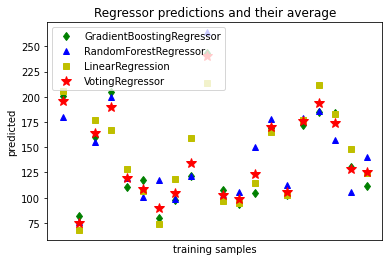 Regressor predictions and their average
GradientBoostingRegressor
RandomForestRegressor
LinearRegression
VotingRegressor
predicted
250
225
200
175
150
125
100
75
training samples